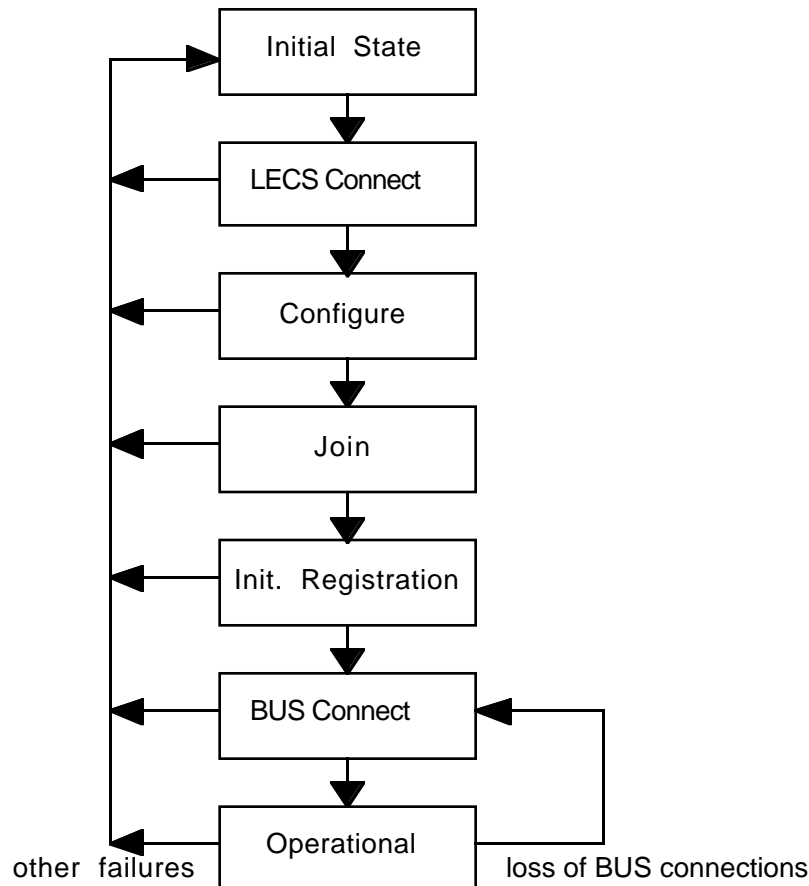 Initial State
LECS Connect
Configure
Join
Init. Registration
BUS Connect
Operational
other failures
loss of BUS connections